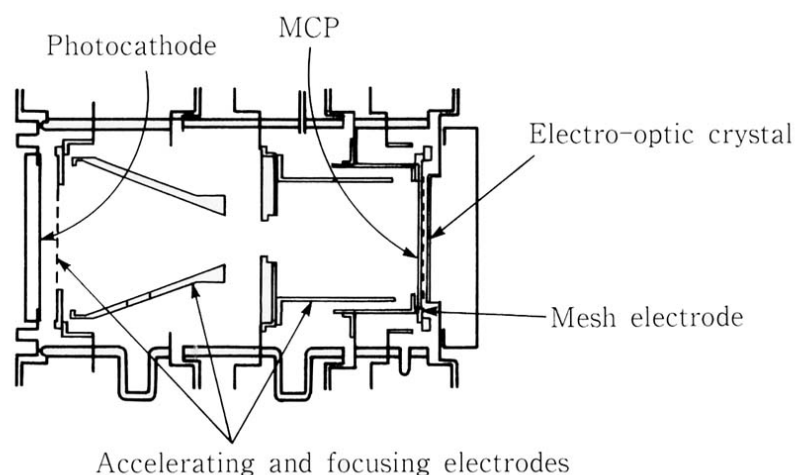 MCP
Photocathode
Electro-optic crystal
Mesh electrode
Accelerating and focusing electrodes